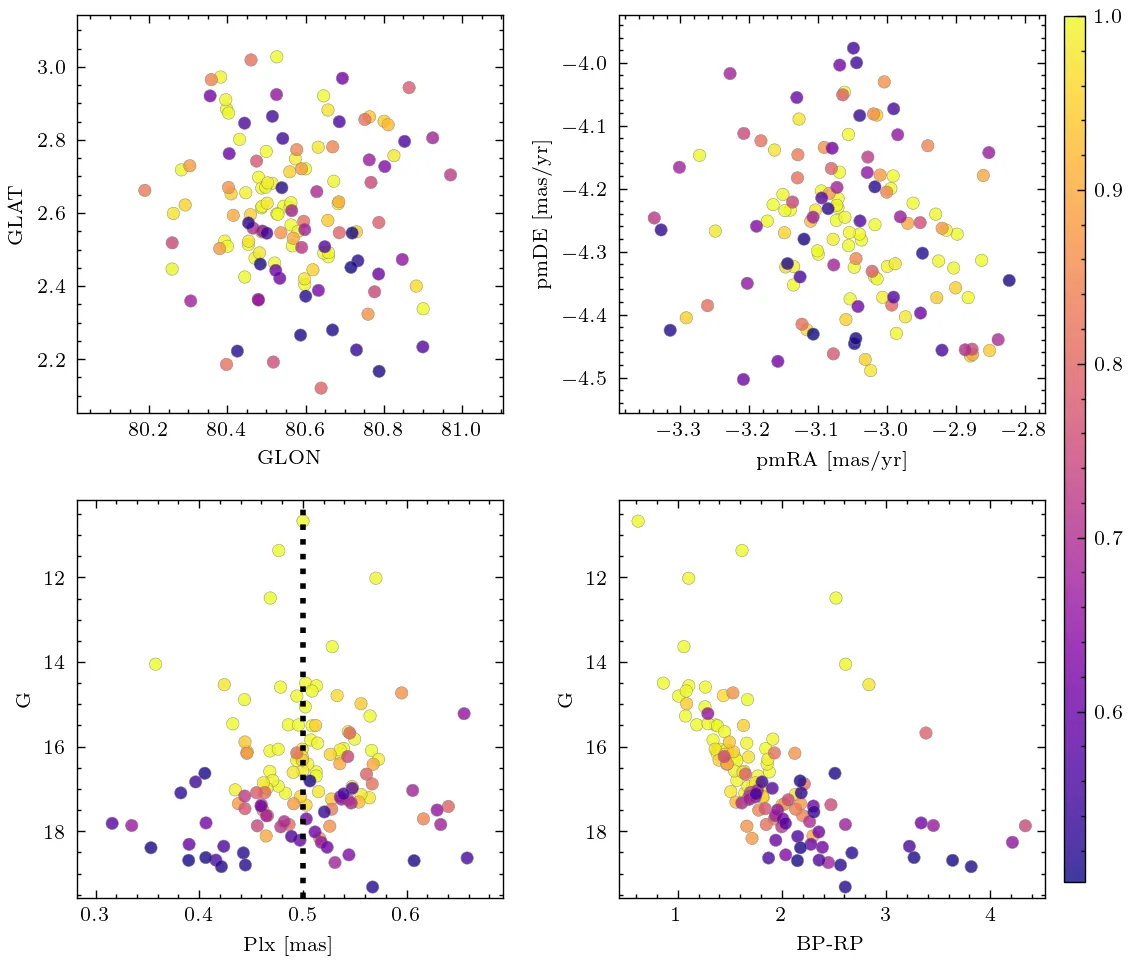 3.0
2.8
2.6
2.4
2.2
GLAT
80.2 80.4 80.6 80.8 81.0
GLON
−4.0
−4.1
−4.2
−4.3
−4.4
−4.5
pmDE [mas/yr]
−3.3 −3.2 −3.1 −3.0 −2.9 −2.8
pmRA [mas/yr]
12
14
16
18
G
0.3 0.4 0.5 0.6
Plx [mas]
12
14
16
18
G
1 2 3 4
BP-RP
1.0
0.9
0.8
0.7
0.6